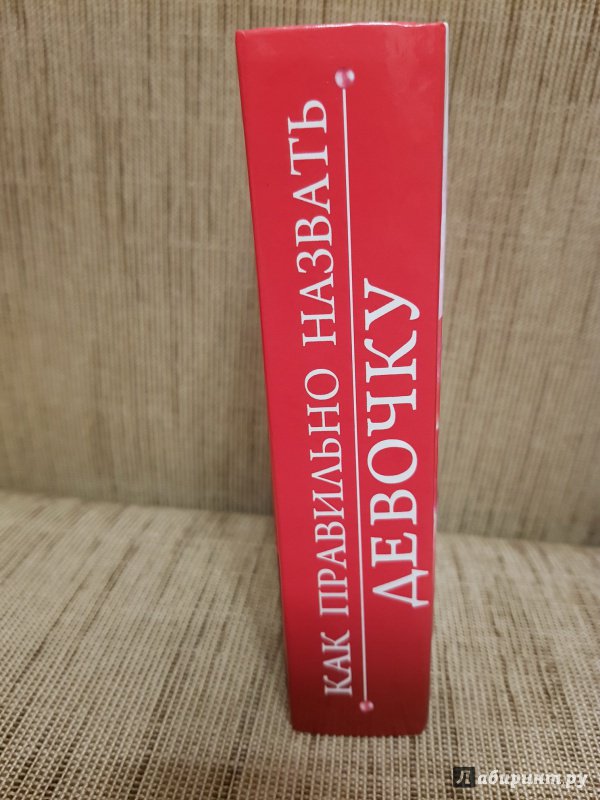 КАК ПРАВИЛЬНО НАЗВАТЬ
ДЕВОЧКУ
Лабиринт.ру